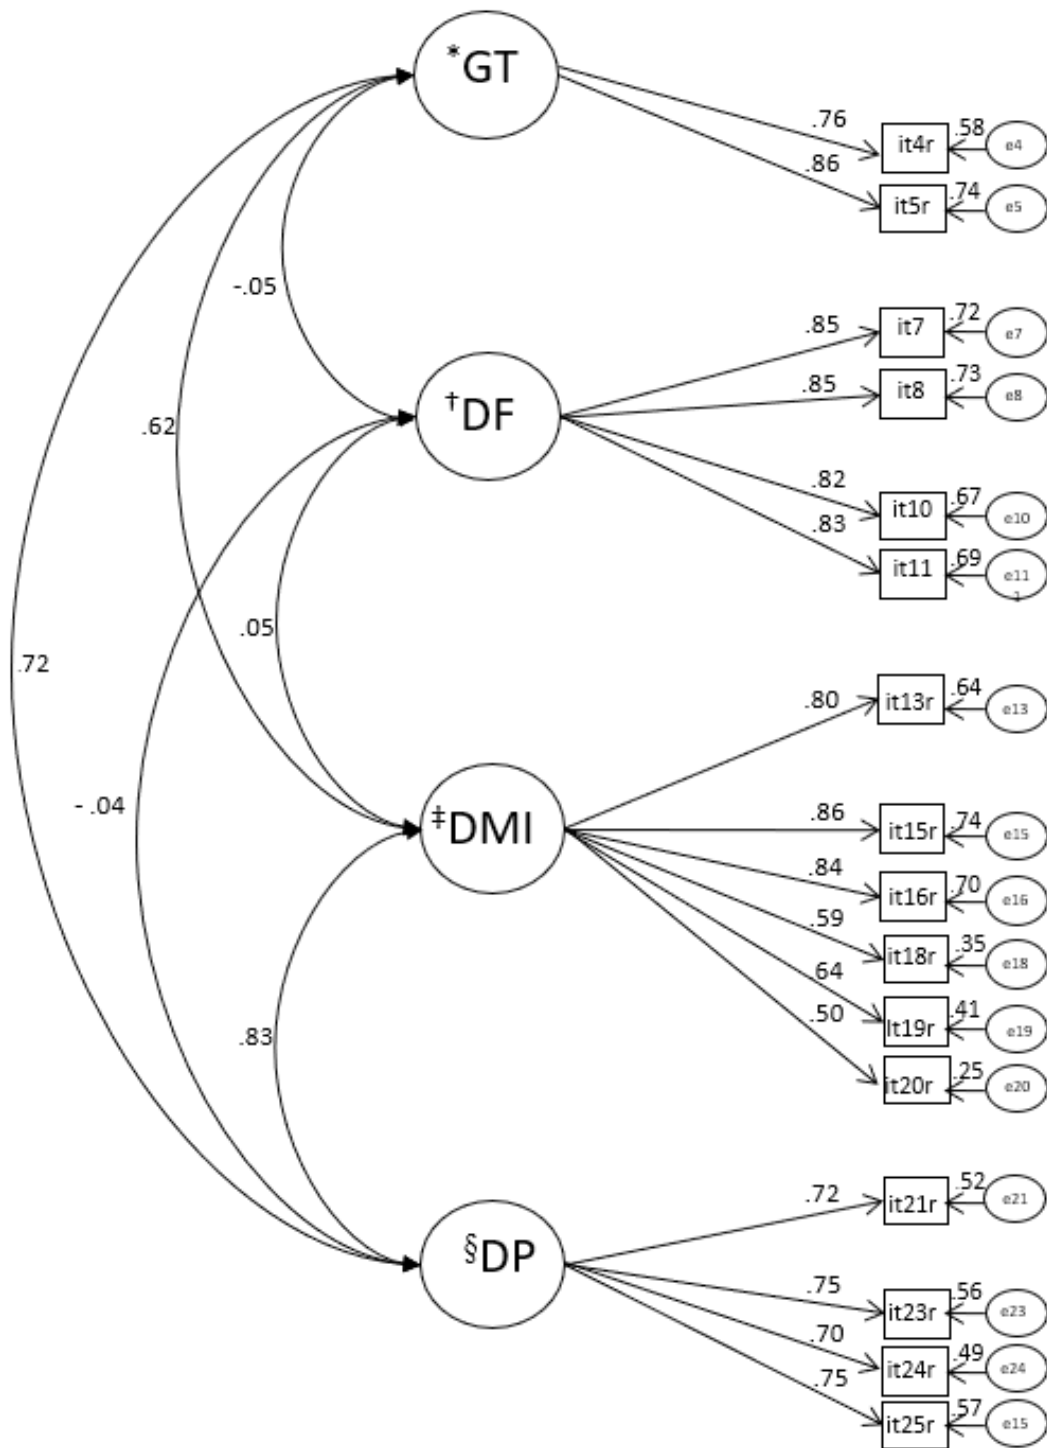 *GT
.76
it4r
.58
e4
.86
it5r
.74
e5
-.05
.85
it7
.72
e7
†DF
.85
it8
.73
e8
.62
.82
it10
.67
e10
.83
it11
.69
e11
1
.05
.72
.80
it13r
.64
e13
- .04
‡DMI
.86
it15r
.74
e15
.84
it16r
.70
e16
.59
it18r
.35
e18
.64
It19r
.41
e19
.50
it20r
.25
e20
.83
§DP
.72
it21r
.52
e21
.75
it23r
.56
e23
.70
it24r
.49
e24
.75
it25r
.57
e15